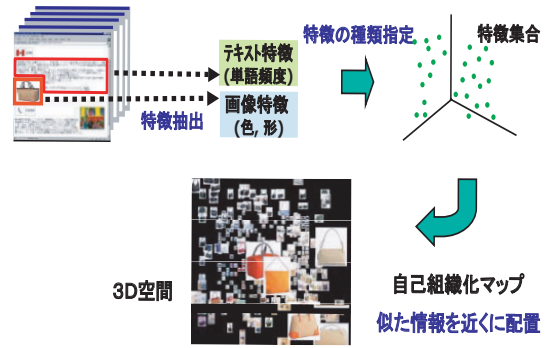 テキスト特徴
(単語頻度)
画像特徴
(色, 形)
特徴抽出
特徴の種類指定
特徴集合
自己組織化マップ
似た情報を近くに配置
3D空間